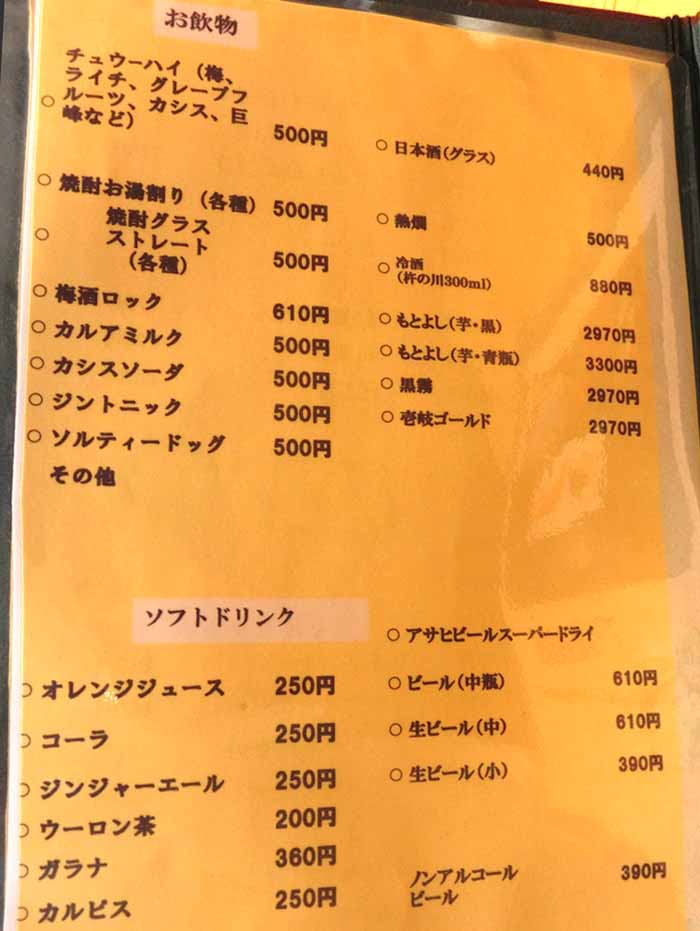 お飲物
チュウーハイ（梅、
ライチ、グレープフ
○ ルーツ、カシス、巨
峰など） 500円
○ 焼酎お湯割り（各種） 500円
焼酎グラス
○ ストレート
（各種） 500円
○ 梅酒ロック 610円
○ カルアミルク 500円
○ カシスソーダ 500円
○ ジントニック 500円
○ ソルティードッグ 500円
その他
○ 日本酒（グラス） 440円
○ 熱燗 500円
○ 冷酒
（杵の川300ml） 880円
○ もとよし（芋・黒） 2970円
○ もとよし（芋・青瓶） 3300円
○ 黒霧 2970円
○ 壱岐ゴールド 2970円
ソフトドリンク
○ オレンジジュース 250円
○ コーラ 250円
○ ジンジャーエール 250円
○ ウーロン茶 200円
○ ガラナ 360円
○ カルピス 250円
○ アサヒビールスーパードライ
○ ビール（中瓶） 610円
○ 生ビール（中） 610円
○ 生ビール（小） 390円
ノンアルコール
ビール 390円